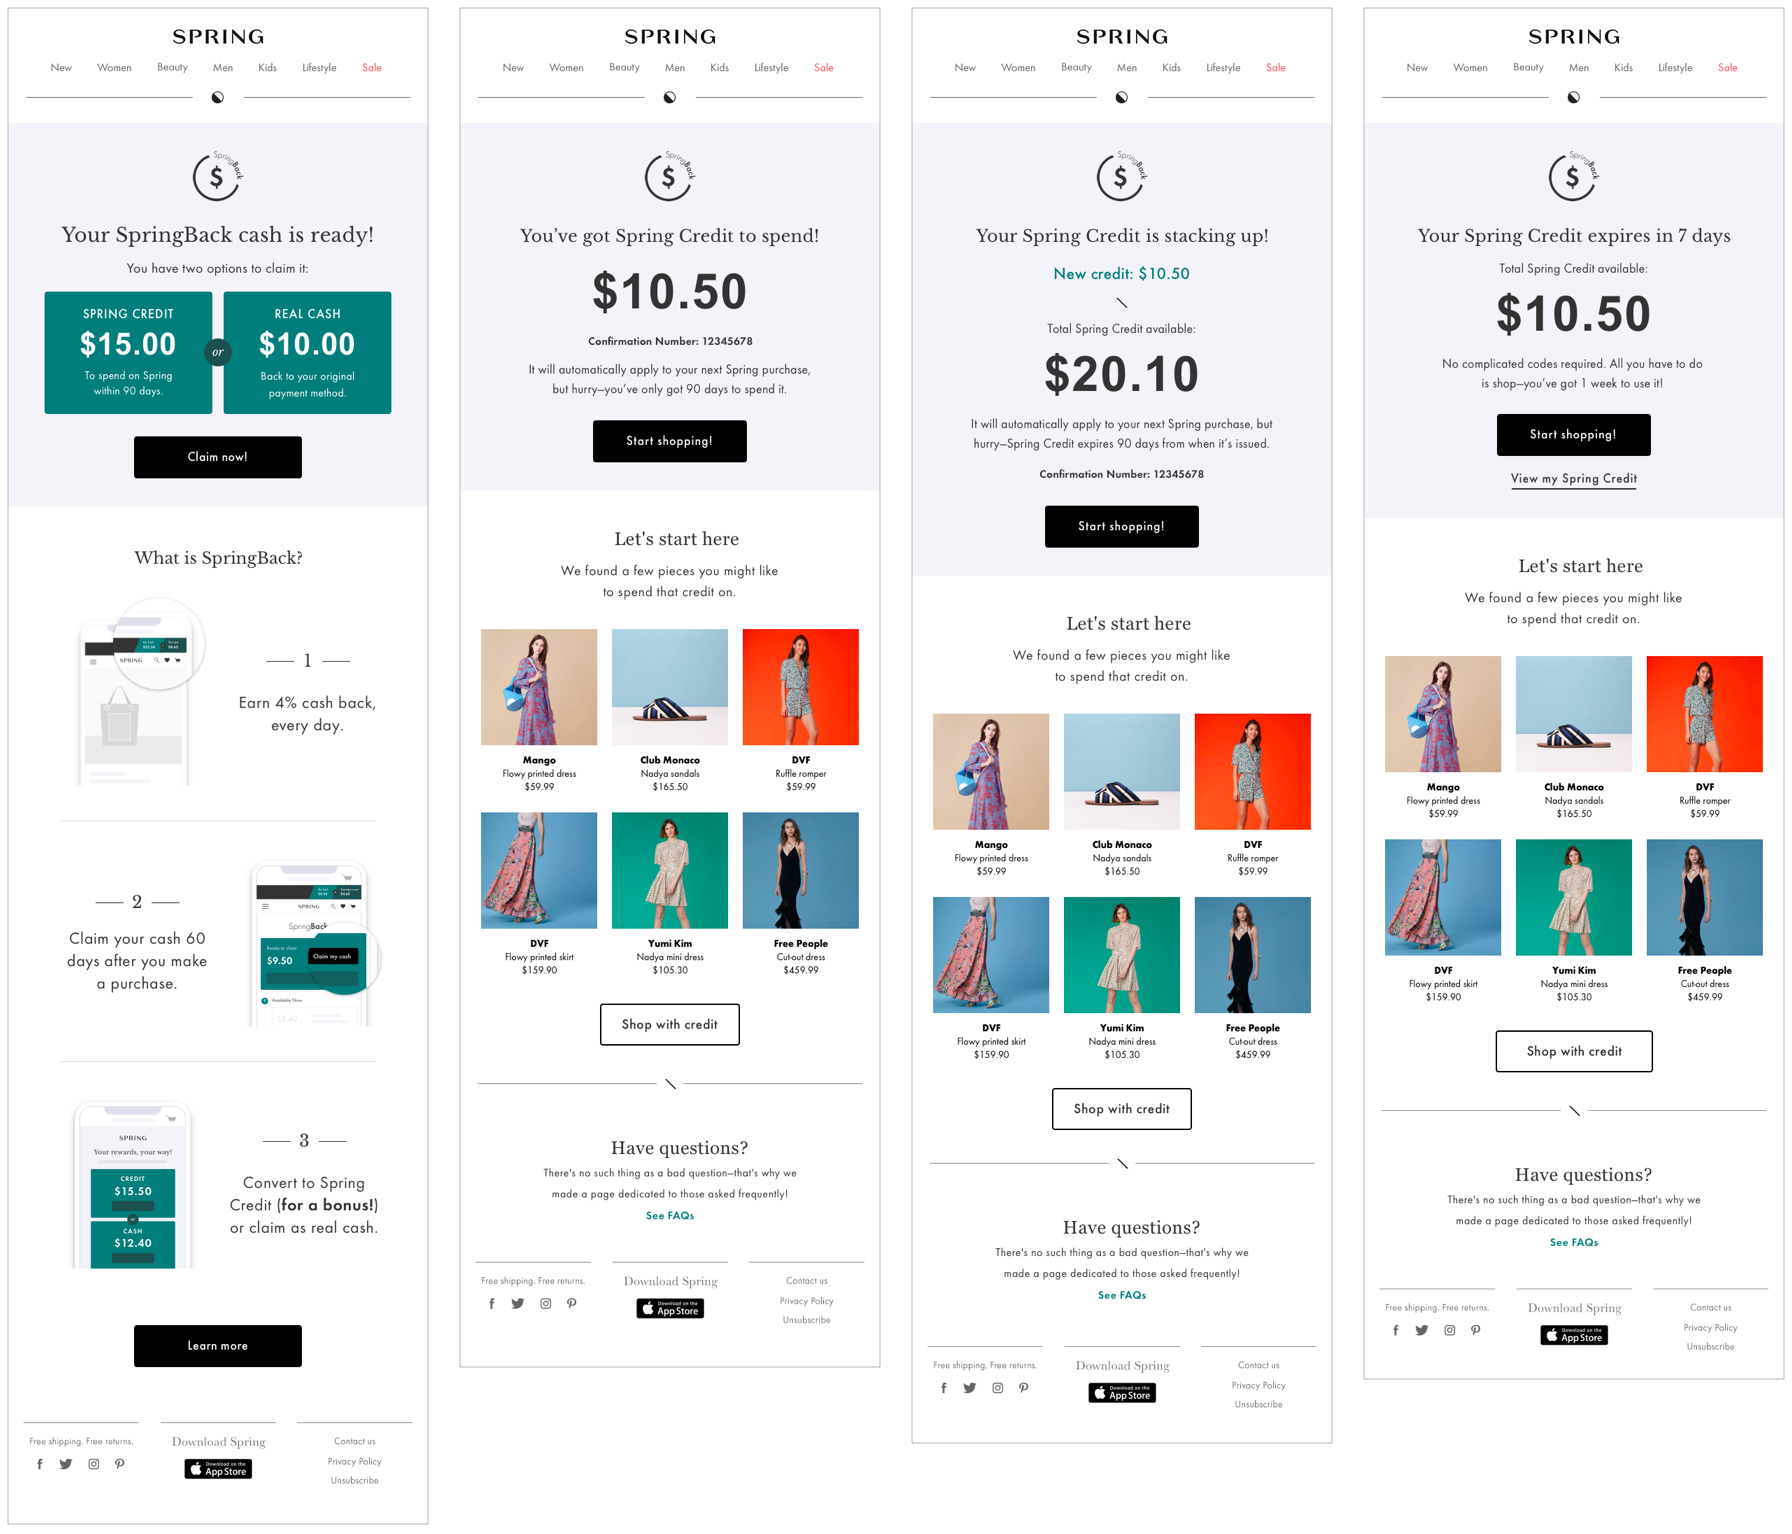 SPRING
New Women Beauty Men Kids Lifestyle Sale
SpringBack
$
Your SpringBack cash is ready!
You have two options to claim it:
SPRING CREDIT
$15.00
To spend on Spring
within 90 days.
or
REAL CASH
$10.00
Back to your original
payment method.
Claim now!
What is SpringBack?
SPRING
1
Earn 4% cash back,
every day.
2
Claim your cash 60
days after you make
a purchase.
SPRING
SpringBack
Ready to claim
$9.50
Claim my cash
Available Now
$3.40
SPRING
Your rewards, your way!
CREDIT
$15.50
or
CASH
$12.40
3
Convert to Spring
Credit (for a bonus!)
or claim as real cash.
Learn more
Free shipping. Free returns.
Download Spring
Download on the
App Store
Contact us
Privacy Policy
Unsubscribe
SPRING
New Women Beauty Men Kids Lifestyle Sale
SpringBack
$
You've got Spring Credit to spend!
$10.50
Confirmation Number: 12345678
It will automatically apply to your next Spring purchase,
but hurry—you've only got 90 days to spend it.
Start shopping!
Let's start here
We found a few pieces you might like
to spend that credit on.
Mango
Flowy printed dress
$59.99
Club Monaco
Nadya sandals
$165.50
DVF
Ruffle romper
$59.99
DVF
Flowy printed skirt
$159.90
Yumi Kim
Nadya mini dress
$105.30
Free People
Cut-out dress
$459.99
Shop with credit
Have questions?
There's no such thing as a bad question—that's why we
made a page dedicated to those asked frequently!
See FAQs
Free shipping. Free returns.
Download Spring
Download on the
App Store
Contact us
Privacy Policy
Unsubscribe
SPRING
New Women Beauty Men Kids Lifestyle Sale
SpringBack
$
Your Spring Credit is stacking up!
New credit: $10.50
Total Spring Credit available:
$20.10
It will automatically apply to your next Spring purchase, but
hurry—Spring Credit expires 90 days from when it's issued.
Confirmation Number: 12345678
Start shopping!
Let's start here
We found a few pieces you might like
to spend that credit on.
Mango
Flowy printed dress
$59.99
Club Monaco
Nadya sandals
$165.50
DVF
Ruffle romper
$59.99
DVF
Flowy printed skirt
$159.90
Yumi Kim
Nadya mini dress
$105.30
Free People
Cut-out dress
$459.99
Shop with credit
Have questions?
There's no such thing as a bad question—that's why we
made a page dedicated to those asked frequently!
See FAQs
Free shipping. Free returns.
Download Spring
Download on the
App Store
Contact us
Privacy Policy
Unsubscribe
SPRING
New Women Beauty Men Kids Lifestyle Sale
SpringBack
$
Your Spring Credit expires in 7 days
Total Spring Credit available:
$10.50
No complicated codes required. All you have to do
is shop—you've got 1 week to use it!
Start shopping!
View my Spring Credit
Let's start here
We found a few pieces you might like
to spend that credit on.
Mango
Flowy printed dress
$59.99
Club Monaco
Nadya sandals
$165.50
DVF
Ruffle romper
$59.99
DVF
Flowy printed skirt
$159.90
Yumi Kim
Nadya mini dress
$105.30
Free People
Cut-out dress
$459.99
Shop with credit
Have questions?
There's no such thing as a bad question—that's why we
made a page dedicated to those asked frequently!
See FAQs
Free shipping. Free returns.
Download Spring
Download on the
App Store
Contact us
Privacy Policy
Unsubscribe